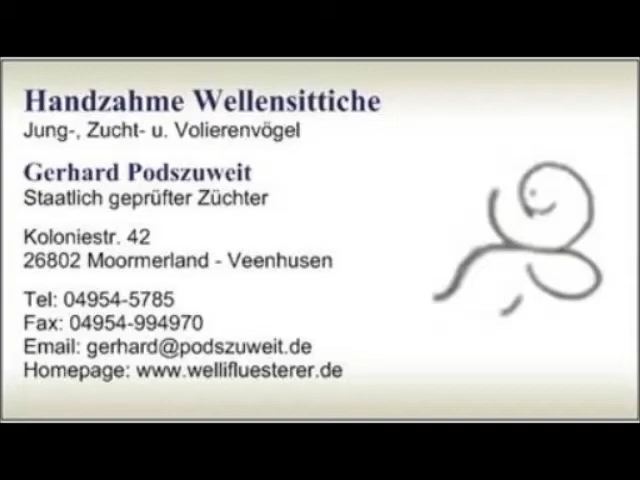 Handzahme Wellensittiche
Jung-, Zucht- u. Volierenvögel
Gerhard Podszuweit
Staatlich geprüfter Züchter
Koloniestr. 42
26802 Moormerland - Veenhusen
Tel: 04954-5785
Fax: 04954-994970
Email: gerhard@podszuweit.de
Homepage: www.wellifluesterer.de